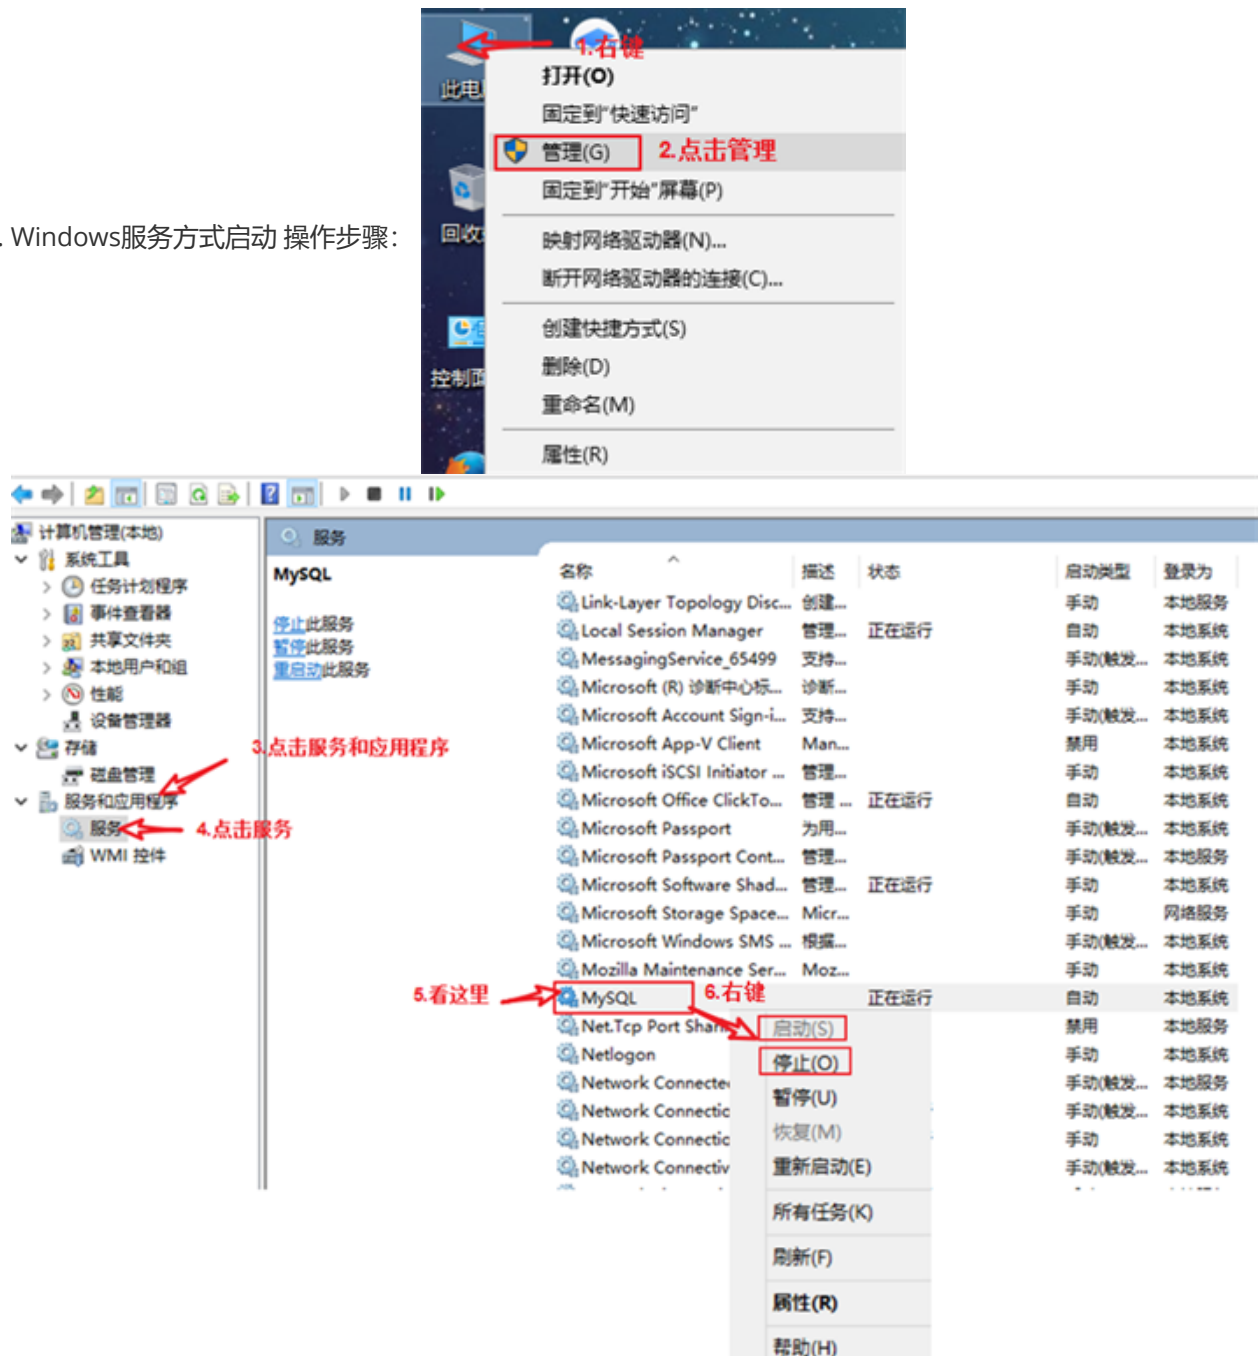 . Windows服务方式启动 操作步骤：
1.右键
此电
打开(O)
固定到"快速访问"
管理(G)
2.点击管理
固定到"开始"屏幕(P)
回收
映射网络驱动器(N)...
断开网络驱动器的连接(C)...
创建快捷方式(S)
删除(D)
控制面
重命名(M)
属性(R)
计算机管理(本地)
系统工具
任务计划程序
事件查看器
共享文件夹
本地用户和组
性能
设备管理器
存储
磁盘管理
服务和应用程序
服务
WMI 控件
3.点击服务和应用程序
4.点击服务
服务
MySQL
停止此服务
暂停此服务
重启动此服务
名称 描述 状态 启动类型 登录为
Link-Layer Topology Disc... 创建... 手动 本地服务
Local Session Manager 管理... 正在运行 自动 本地系统
MessagingService_65499 支持... 手动(触发... 本地系统
Microsoft (R) 诊断中心标... 诊断... 手动 本地系统
Microsoft Account Sign-i... 支持... 手动(触发... 本地系统
Microsoft App-V Client Man... 禁用 本地系统
Microsoft iSCSI Initiator ... 管理... 手动 本地系统
Microsoft Office ClickTo... 管理 ... 正在运行 自动 本地系统
Microsoft Passport 为用... 手动(触发... 本地系统
Microsoft Passport Cont... 管理... 手动(触发... 本地服务
Microsoft Software Shad... 管理... 正在运行 手动 本地系统
Microsoft Storage Space... Micr... 手动 网络服务
Microsoft Windows SMS ... 根据... 手动(触发... 本地系统
Mozilla Maintenance Ser... Moz... 手动 本地系统
5.看这里
MySQL 正在运行 自动 本地系统
6.右键
Net.Tcp Port Shari 禁用 本地服务
Netlogon 手动 本地系统
Network Connecte 手动(触发... 本地服务
Network Connectic 手动(触发... 本地系统
Network Connectic 手动 本地系统
Network Connectiv 手动(触发... 本地系统
启动(S)
停止(O)
暂停(U)
恢复(M)
重新启动(E)
所有任务(K)
刷新(F)
属性(R)
帮助(H)